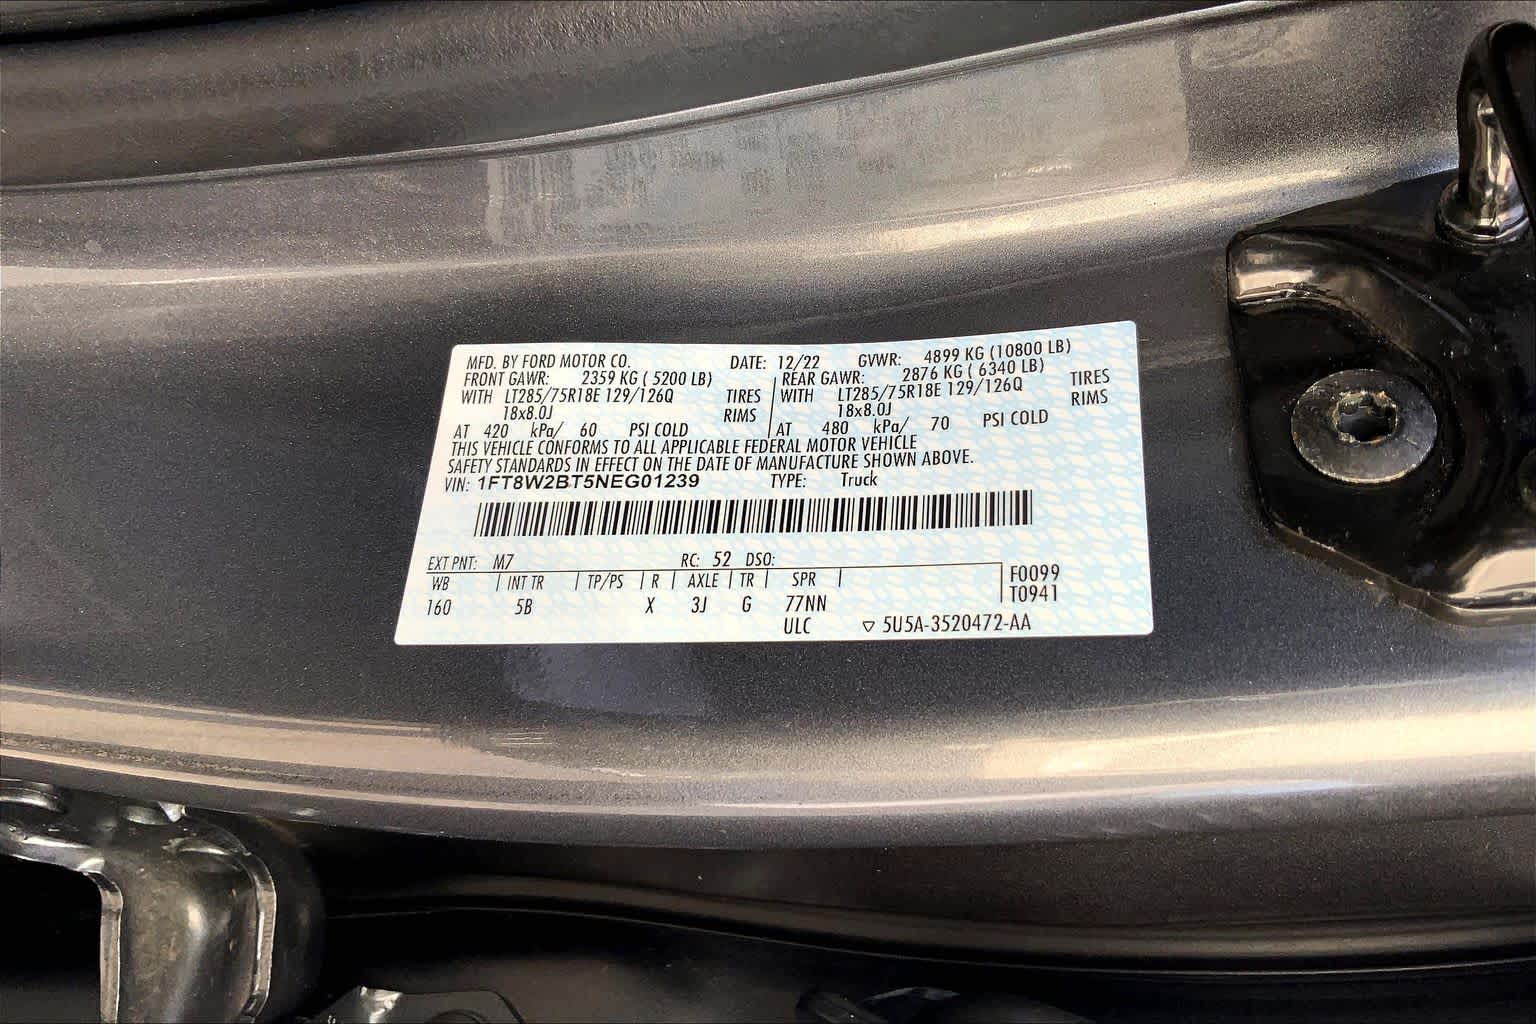 MFD. BY FORD MOTOR CO. DATE: 12/22 GVWR: 4899 KG (10800 LB)
FRONT GAWR: 2359 KG ( 5200 LB) REAR GAWR: 2876 KG ( 6340 LB)
WITH LT285/75R18E 129/126Q TIRES WITH LT285/75R18E 129/126Q TIRES
18x8.0J RIMS 18x8.0J RIMS
AT 420 kPa/ 60 PSI COLD AT 480 kPa/ 70 PSI COLD
THIS VEHICLE CONFORMS TO ALL APPLICABLE FEDERAL MOTOR VEHICLE
SAFETY STANDARDS IN EFFECT ON THE DATE OF MANUFACTURE SHOWN ABOVE.
VIN: 1FT8W2BT5NEG01239 TYPE: Truck
EXT PNT: M7 RC: 52 DSO:
WB INT TR TP/PS R AXLE TR SPR F0099
160 5B X 3J G 77NN T0941
ULC ▽ 5U5A-3520472-AA